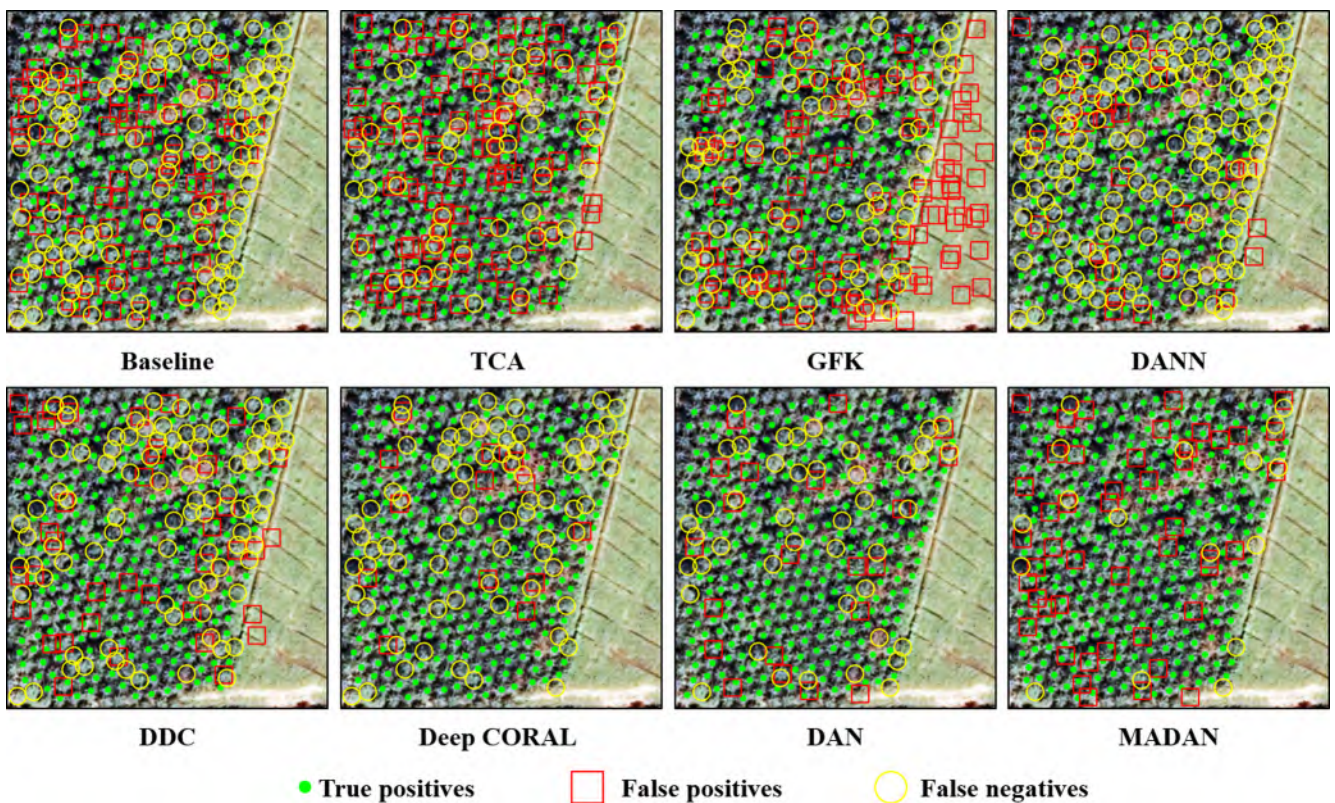 Baseline TCA GFK DANN
DDC Deep CORAL DAN MADAN
True positives False positives False negatives